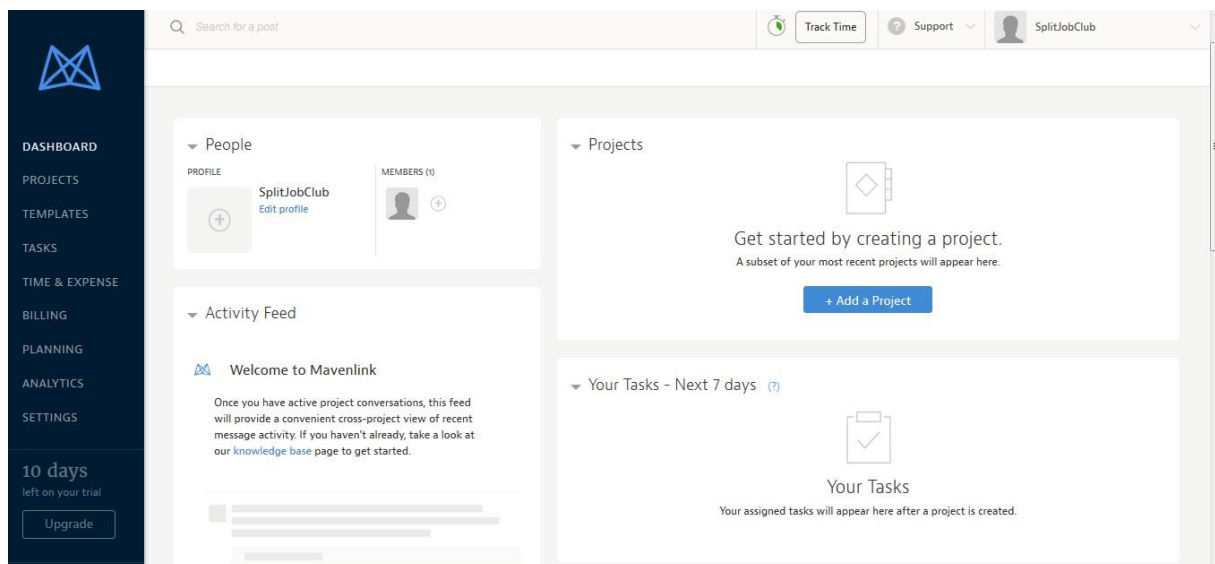 Search for a post
Track Time
Support
SplitJobClub
DASHBOARD
PROJECTS
TEMPLATES
TASKS
TIME & EXPENSE
BILLING
PLANNING
ANALYTICS
SETTINGS
10 days
left on your trial
Upgrade
People
PROFILE
SplitJobClub
Edit profile
MEMBERS (1)
Activity Feed
Welcome to Mavenlink
Once you have active project conversations, this feed
will provide a convenient cross-project view of recent
message activity. If you haven't already, take a look at
our knowledge base page to get started.
Projects
Get started by creating a project.
A subset of your most recent projects will appear here.
+ Add a Project
Your Tasks - Next 7 days (?)
Your Tasks
Your assigned tasks will appear here after a project is created.